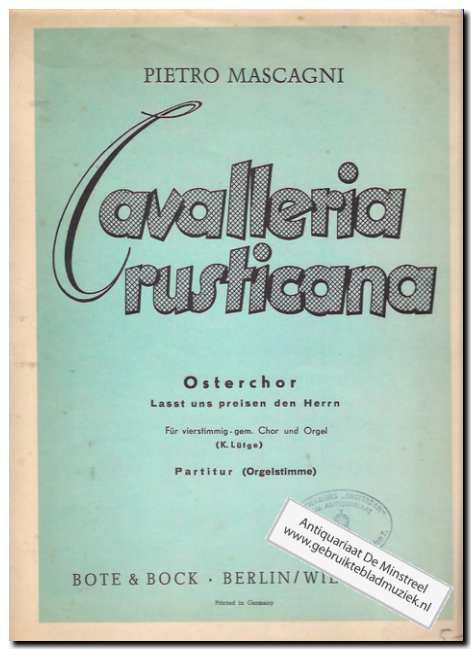 PIETRO MASCAGNI
Cavalleria
rusticana
Osterchor
Lasst uns preisen den Herrn
Für vierstimmig-gem. Chor und Orgel
(K. Lütge)
Partitur (Orgelstimme)
Antiquariaat De Minstreel
www.gebruiktebladmuziek.nl
BOTE & BOCK • BERLIN/WIE
Printed in Germany